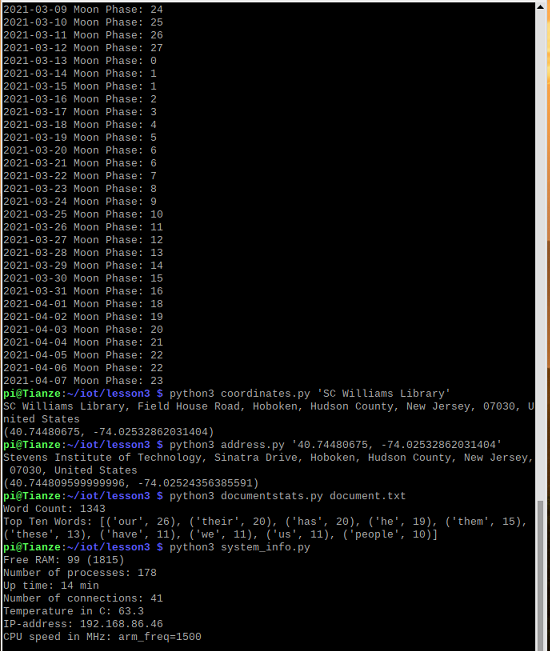 2021-03-09 Moon Phase: 24
2021-03-10 Moon Phase: 25
2021-03-11 Moon Phase: 26
2021-03-12 Moon Phase: 27
2021-03-13 Moon Phase: 0
2021-03-14 Moon Phase: 1
2021-03-15 Moon Phase: 1
2021-03-16 Moon Phase: 2
2021-03-17 Moon Phase: 3
2021-03-18 Moon Phase: 4
2021-03-19 Moon Phase: 5
2021-03-20 Moon Phase: 6
2021-03-21 Moon Phase: 6
2021-03-22 Moon Phase: 7
2021-03-23 Moon Phase: 8
2021-03-24 Moon Phase: 9
2021-03-25 Moon Phase: 10
2021-03-26 Moon Phase: 11
2021-03-27 Moon Phase: 12
2021-03-28 Moon Phase: 13
2021-03-29 Moon Phase: 14
2021-03-30 Moon Phase: 15
2021-03-31 Moon Phase: 16
2021-04-01 Moon Phase: 18
2021-04-02 Moon Phase: 19
2021-04-03 Moon Phase: 20
2021-04-04 Moon Phase: 21
2021-04-05 Moon Phase: 22
2021-04-06 Moon Phase: 22
2021-04-07 Moon Phase: 23
pi@Tianze:~/iot/lesson3 $ python3 coordinates.py 'SC Williams Library'
SC Williams Library, Field House Road, Hoboken, Hudson County, New Jersey, 07030, U
nited States
(40.74480675, -74.02532862031404)
pi@Tianze:~/iot/lesson3 $ python3 address.py '40.74480675, -74.02532862031404'
Stevens Institute of Technology, Sinatra Drive, Hoboken, Hudson County, New Jersey,
 07030, United States
(40.744809599999996, -74.02524356385591)
pi@Tianze:~/iot/lesson3 $ python3 documentstats.py document.txt
Word Count: 1343
Top Ten Words: [('our', 26), ('their', 20), ('has', 20), ('he', 19), ('them', 15),
('these', 13), ('have', 11), ('we', 11), ('us', 11), ('people', 10)]
pi@Tianze:~/iot/lesson3 $ python3 system_info.py
Free RAM: 99 (1815)
Number of processes: 178
Up time: 14 min
Number of connections: 41
Temperature in C: 63.3
IP-address: 192.168.86.46
CPU speed in MHz: arm_freq=1500